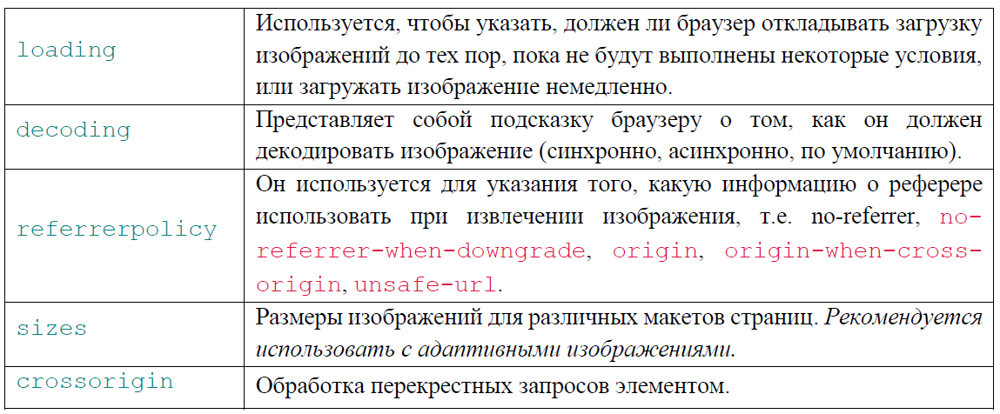 loading
Используется, чтобы указать, должен ли браузер откладывать загрузку
изображений до тех пор, пока не будут выполнены некоторые условия,
или загружать изображение немедленно.
decoding
Представляет собой подсказку браузеру о том, как он должен
декодировать изображение (синхронно, асинхронно, по умолчанию).
referrerpolicy
Он используется для указания того, какую информацию о реферере
использовать при извлечении изображения, т.е. no-referrer, no-
referrer-when-downgrade, origin, origin-when-cross-
origin, unsafe-url.
sizes
Размеры изображений для различных макетов страниц. Рекомендуется
использовать с адаптивными изображениями.
crossorigin
Обработка перекрестных запросов элементом.